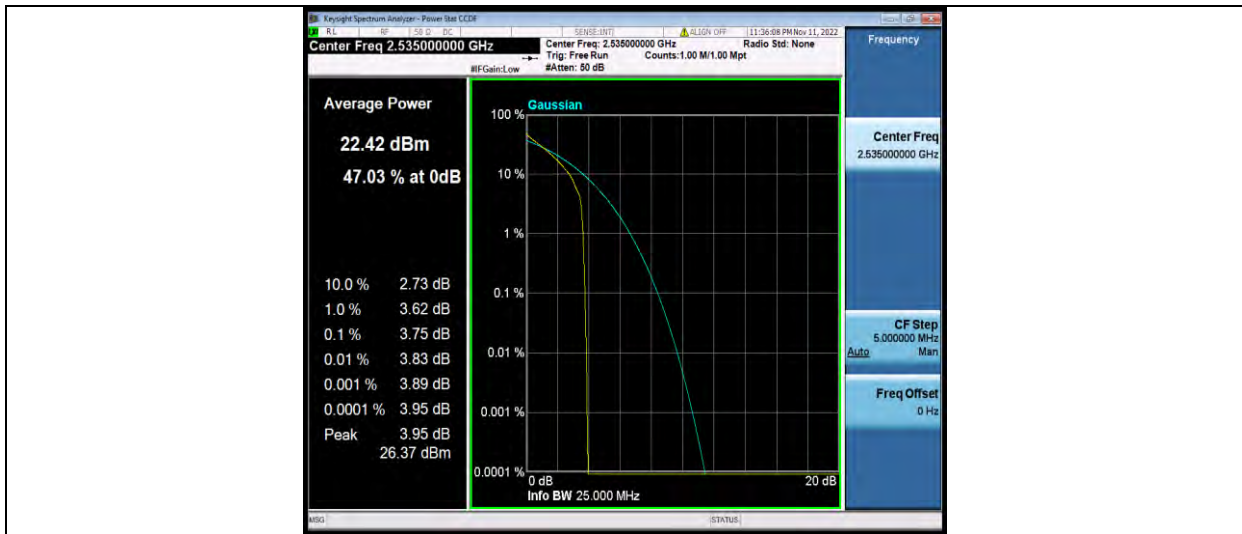 Keysight Spectrum Analyzer - Power Stat CCDF
RL RF 50 Ω DC SENSE:INT ALIGN OFF 11:36:08 PM Nov 11, 2022
Center Freq 2.535000000 GHz
Center Freq: 2.535000000 GHz Radio Std: None
Trig: Free Run Counts:1.00 M/1.00 Mpt
#IFGain:Low #Atten: 50 dB
Frequency
Average Power
22.42 dBm
47.03 % at 0dB
10.0 % 2.73 dB
1.0 % 3.62 dB
0.1 % 3.75 dB
0.01 % 3.83 dB
0.001 % 3.89 dB
0.0001 % 3.95 dB
Peak 3.95 dB
26.37 dBm
Gaussian
100 %
10 %
1 %
0.1 %
0.01 %
0.001 %
0.0001 %
0 dB 20 dB
Info BW 25.000 MHz
Center Freq
2.535000000 GHz
CF Step
5.000000 MHz
Auto Man
Freq Offset
0 Hz
MSG STATUS